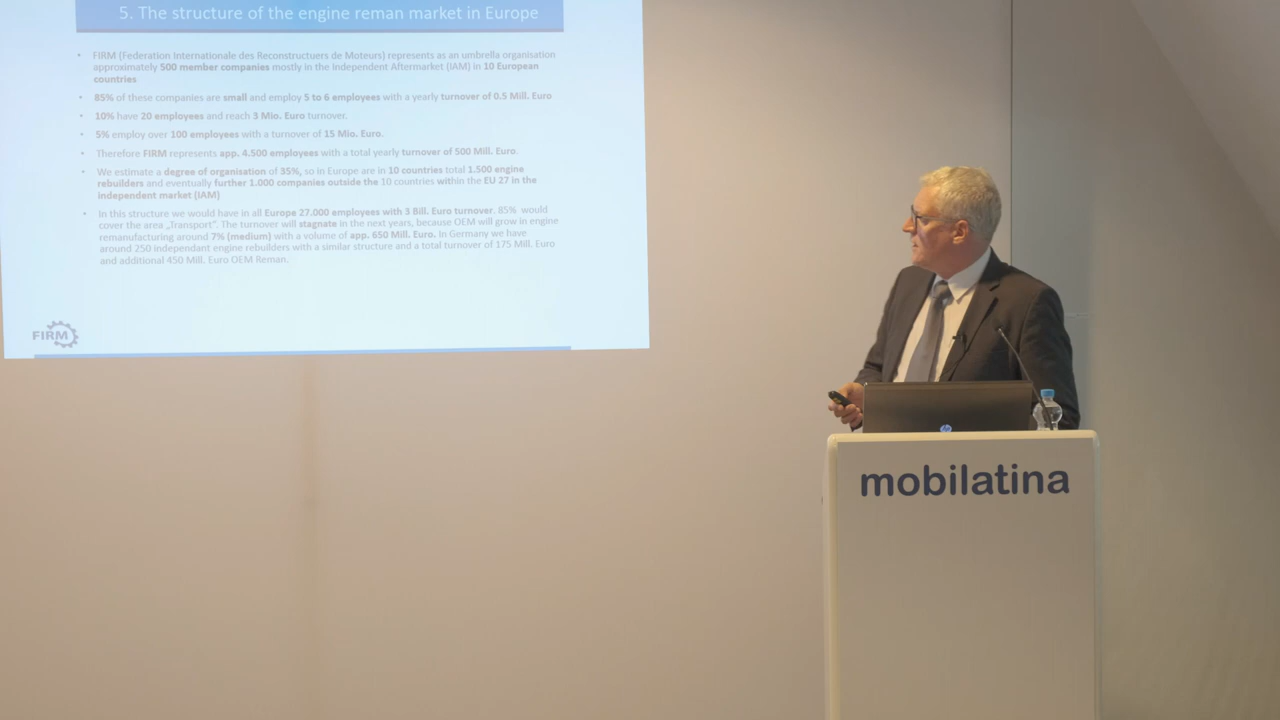 5. The structure of the engine reman market in Europe
• FIRM (Federation Internationale des Reconstructuers de Moteurs) represents as an umbrella organisation
approximately 500 member companies mostly in the Independent Aftermarket (IAM) in 10 European
countries
• 85% of these companies are small and employ 5 to 6 employees with a yearly turnover of 0.5 Mill. Euro
• 10% have 20 employees and reach 3 Mio. Euro turnover.
• 5% employ over 100 employees with a turnover of 15 Mio. Euro.
• Therefore FIRM represents app. 4.500 employees with a total yearly turnover of 500 Mill. Euro.
• We estimate a degree of organisation of 35%, so in Europe are in 10 countries total 1.500 engine
rebuilders and eventually further 1.000 companies outside the 10 countries within the EU 27 in the
independent market (IAM)
• In this structure we would have in all Europe 27.000 employees with 3 Bill. Euro turnover. 85% would
cover the area „Transport". The turnover will stagnate in the next years, because OEM will grow in engine
remanufacturing around 7% (medium) with a volume of app. 650 Mill. Euro. in Germany we have
around 250 independant engine rebuilders with a similar structure and a total turnover of 175 Mill. Euro
and additional 450 Mill. Euro OEM Reman.
FIRM
hp
mobilatina